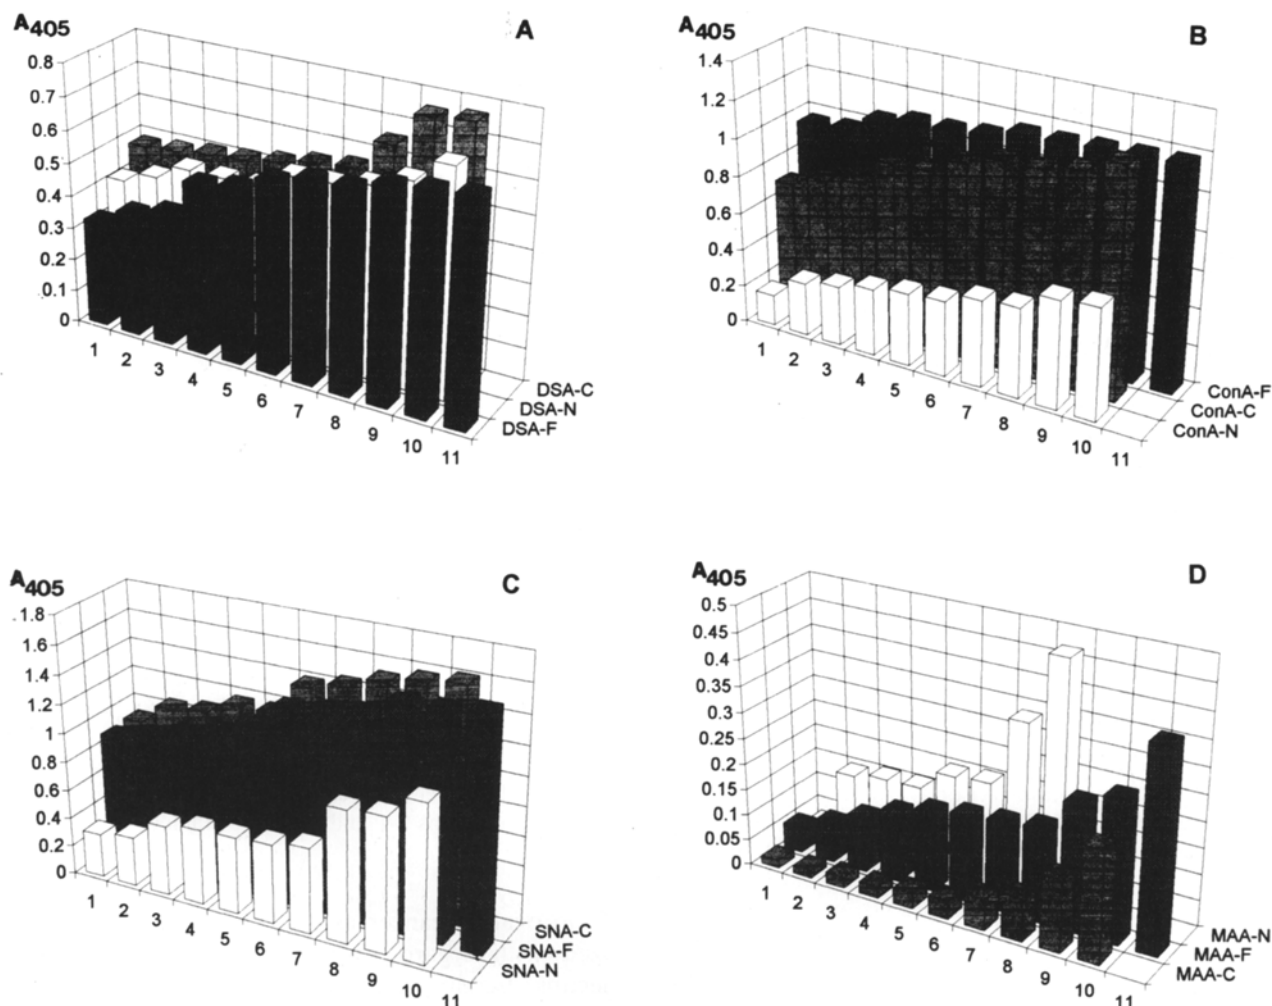 A405 A
0.8
0.7
0.6
0.5
0.4
0.3
0.2
0.1
0
1 2 3 4 5 6 7 8 9 10 11
DSA-C
DSA-N
DSA-F
A405 B
1.4
1.2
1
0.8
0.6
0.4
0.2
0
1 2 3 4 5 6 7 8 9 10 11
ConA-F
ConA-C
ConA-N
A405 C
1.8
1.6
1.4
1.2
1
0.8
0.6
0.4
0.2
0
1 2 3 4 5 6 7 8 9 10 11
SNA-C
SNA-F
SNA-N
A405 D
0.5
0.45
0.4
0.35
0.3
0.25
0.2
0.15
0.1
0.05
0
1 2 3 4 5 6 7 8 9 10 11
MAA-N
MAA-F
MAA-C